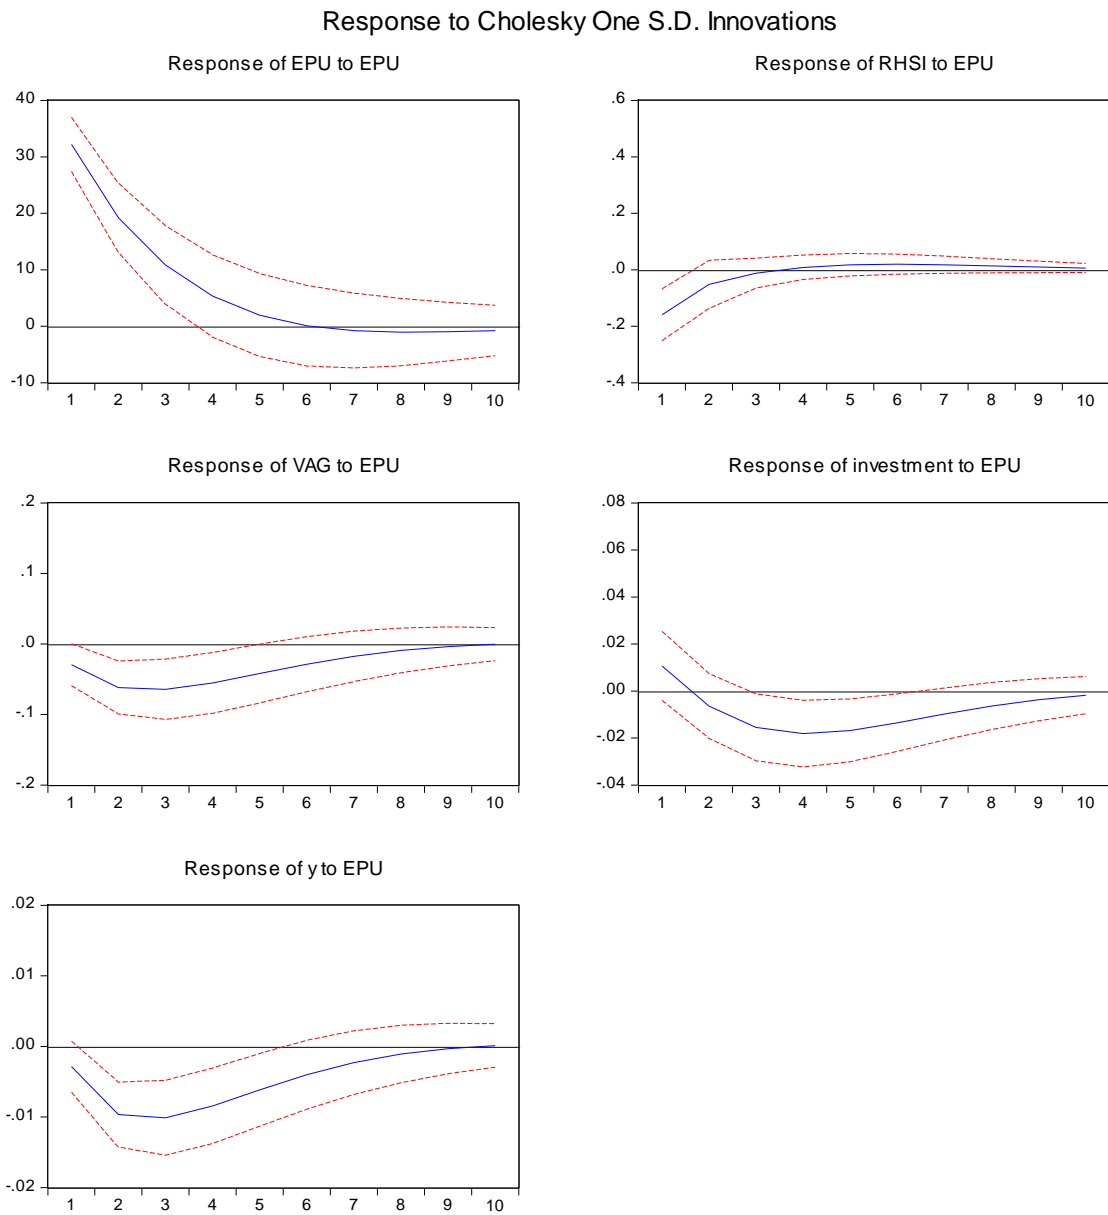 Response to Cholesky One S.D. Innovations
Response of EPU to EPU
40
30
20
10
0
-10
1 2 3 4 5 6 7 8 9 10
Response of RHSI to EPU
.6
.4
.2
.0
-.2
-.4
1 2 3 4 5 6 7 8 9 10
Response of VAG to EPU
.2
.1
.0
-.1
-.2
1 2 3 4 5 6 7 8 9 10
Response of investment to EPU
.08
.06
.04
.02
.00
-.02
-.04
1 2 3 4 5 6 7 8 9 10
Response of y to EPU
.02
.01
.00
-.01
-.02
1 2 3 4 5 6 7 8 9 10